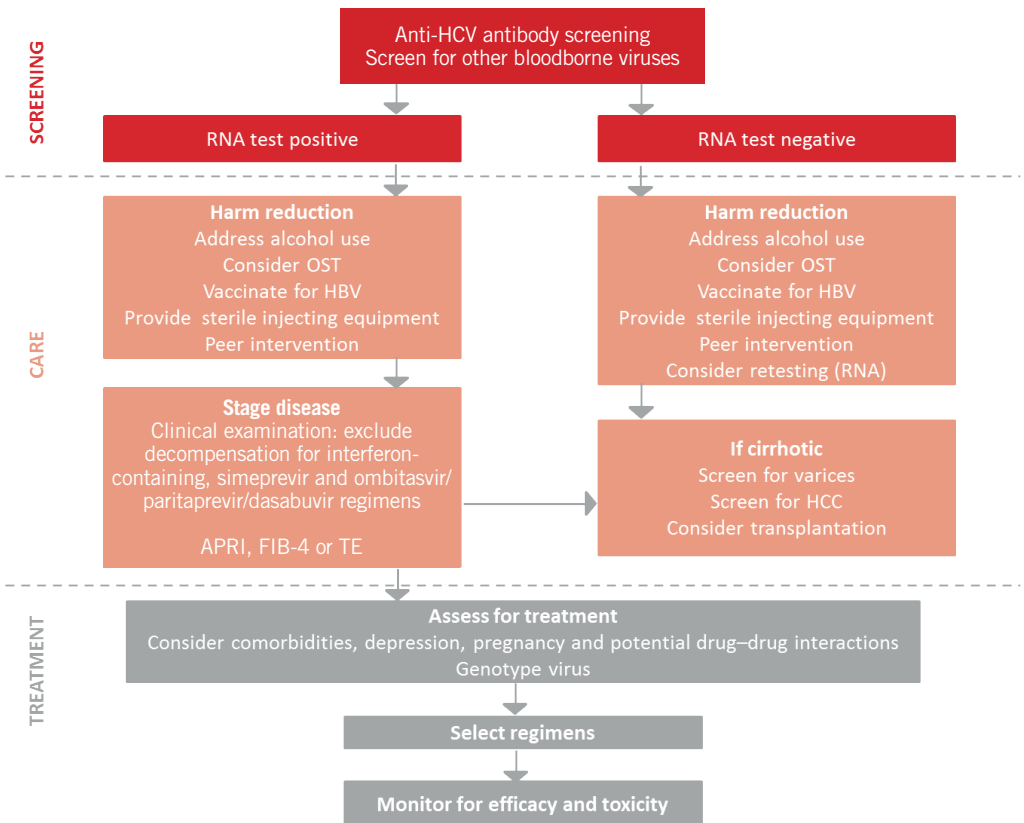 SCREENING
Anti-HCV antibody screening
Screen for other bloodborne viruses
RNA test positive
RNA test negative
CARE
Harm reduction
Address alcohol use
Consider OST
Vaccinate for HBV
Provide sterile injecting equipment
Peer intervention
Harm reduction
Address alcohol use
Consider OST
Vaccinate for HBV
Provide sterile injecting equipment
Peer intervention
Consider retesting (RNA)
Stage disease
Clinical examination: exclude
decompensation for interferon-
containing, simeprevir and ombitasvir/
paritaprevir/dasabuvir regimens
APRI, FIB-4 or TE
If cirrhotic
Screen for varices
Screen for HCC
Consider transplantation
TREATMENT
Assess for treatment
Consider comorbidities, depression, pregnancy and potential drug–drug interactions
Genotype virus
Select regimens
Monitor for efficacy and toxicity